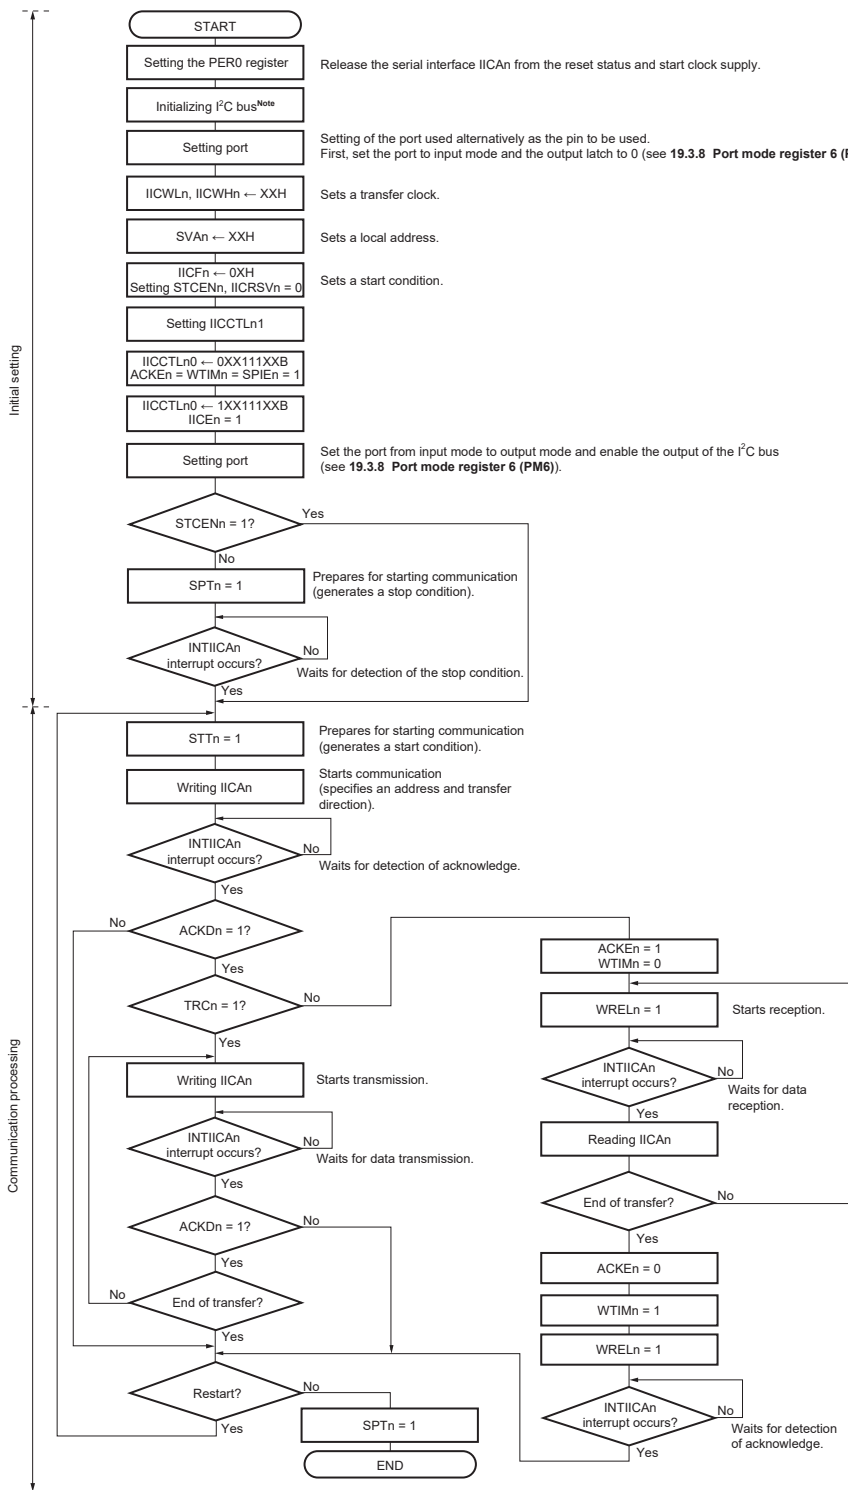 START
Setting the PER0 register
Release the serial interface IICAn from the reset status and start clock supply.
Initializing I²C busNote
Setting port
Setting of the port used alternatively as the pin to be used.
First, set the port to input mode and the output latch to 0 (see 19.3.8 Port mode register 6 (P
IICWLn, IICWHn ← XXH
Sets a transfer clock.
SVAn ← XXH
Sets a local address.
IICFn ← 0XH
Setting STCENn, IICRSVn = 0
Sets a start condition.
Setting IICCTLn1
IICCTLn0 ← 0XX111XXB
ACKEn = WTIMn = SPIEn = 1
IICCTLn0 ← 1XX111XXB
IICEn = 1
Setting port
Set the port from input mode to output mode and enable the output of the I²C bus
(see 19.3.8 Port mode register 6 (PM6)).
Initial setting
STCENn = 1?
Yes
No
SPTn = 1
Prepares for starting communication
(generates a stop condition).
INTIICAn
interrupt occurs?
No
Waits for detection of the stop condition.
Yes
STTn = 1
Prepares for starting communication
(generates a start condition).
Writing IICAn
Starts communication
(specifies an address and transfer
direction).
INTIICAn
interrupt occurs?
No
Waits for detection of acknowledge.
Yes
ACKDn = 1?
No
Yes
TRCn = 1?
No
Yes
Writing IICAn
Starts transmission.
INTIICAn
interrupt occurs?
No
Waits for data transmission.
Yes
ACKDn = 1?
No
Yes
End of transfer?
No
Yes
Restart?
No
Yes
SPTn = 1
END
Communication processing
ACKEn = 1
WTIMn = 0
WRELn = 1
Starts reception.
INTIICAn
interrupt occurs?
No
Waits for data
reception.
Yes
Reading IICAn
End of transfer?
No
Yes
ACKEn = 0
WTIMn = 1
WRELn = 1
INTIICAn
interrupt occurs?
No
Waits for detection
of acknowledge.
Yes